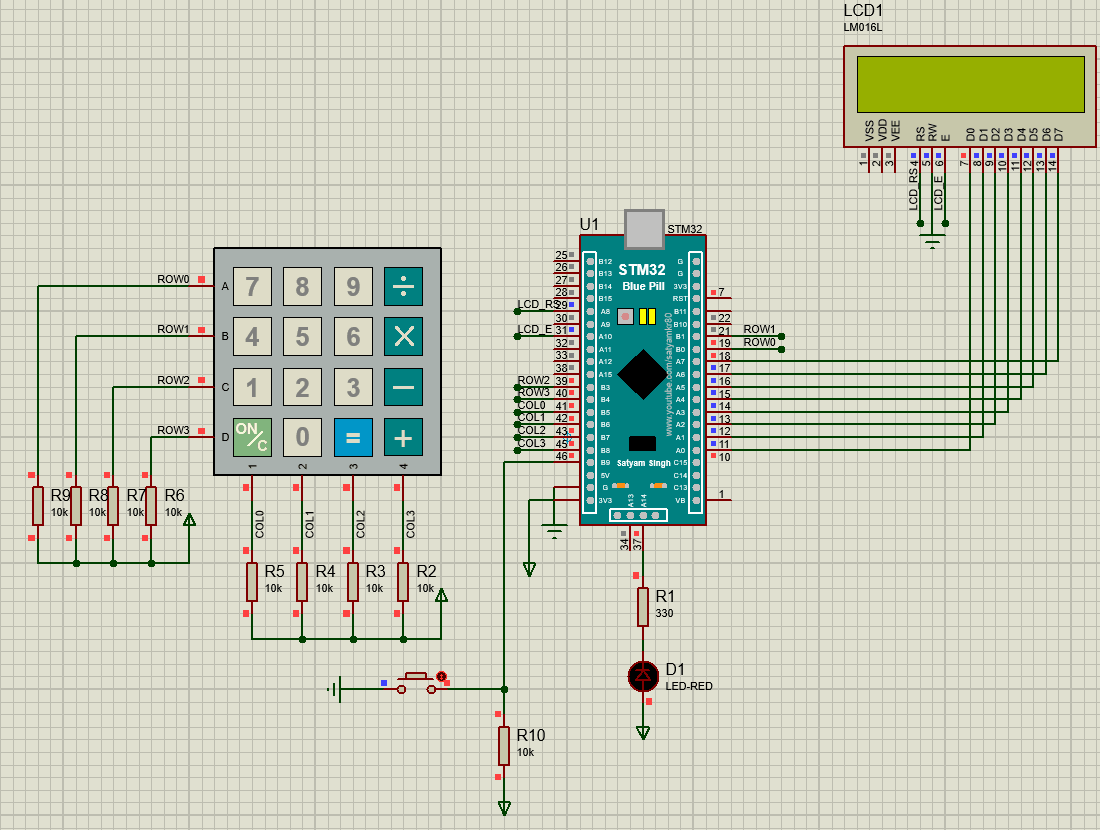 LCD1
LM016L
VSS VDD VEE RS RW E D0 D1 D2 D3 D4 D5 D6 D7
1 2 3 4 5 6 7 8 9 10 11 12 13 14
LCD_RS
LCD_E
U1
STM32
STM32
Blue Pill
www.youtube.com/satyamkr80
Satyam Singh
25 B12
26 B13
27 B14
28 B15
LCD_RS 29 A8
30 A9
LCD_E 31 A10
32 A11
33 A12
38 A15
ROW2 39 B3
ROW3 40 B4
COL0 41 B5
COL1 42 B6
COL2 43 B7
COL3 45 B8
46 B9
5V
G
3V3
G
G
3V3
RST 7
B11 22
B10 21
B1 19 ROW1
B0 18 ROW0
A7 17
A6 16
A5 15
A4 14
A3 13
A2 12
A1 11
A0 10
C15
C14
C13
VB 1
A13 A14
34 37
ROW0 A 7 8 9 ÷
ROW1 B 4 5 6 X
ROW2 C 1 2 3 −
ROW3 D ON/C 0 = +
1 2 3 4
COL0 COL1 COL2 COL3
R9 R8 R7 R6
10k 10k 10k 10k
R5 R4 R3 R2
10k 10k 10k 10k
R1
330
D1
LED-RED
R10
10k